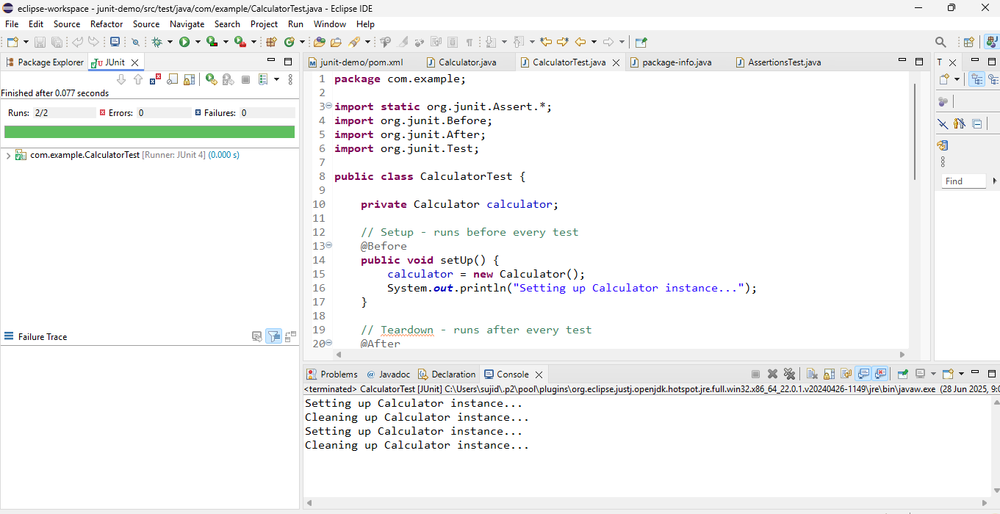 eclipse-workspace - junit-demo/src/test/java/com/example/CalculatorTest.java - Eclipse IDE
File Edit Source Refactor Source Navigate Search Project Run Window Help
Package Explorer JUnit
Finished after 0.077 seconds
Runs: 2/2 Errors: 0 Failures: 0
com.example.CalculatorTest [Runner: JUnit 4] (0.000 s)
Failure Trace
junit-demo/pom.xml Calculator.java CalculatorTest.java package-info.java AssertionsTest.java
1 package com.example;
2
3 import static org.junit.Assert.*;
4 import org.junit.Before;
5 import org.junit.After;
6 import org.junit.Test;
7
8 public class CalculatorTest {
9
10 private Calculator calculator;
11
12 // Setup - runs before every test
13 @Before
14 public void setUp() {
15 calculator = new Calculator();
16 System.out.println("Setting up Calculator instance...");
17 }
18
19 // Teardown - runs after every test
20 @After
T
Find
Problems Javadoc Declaration Console
<terminated> CalculatorTest [JUnit] C:\Users\sujid\.p2\pool\plugins\org.eclipse.justj.openjdk.hotspot.jre.full.win32.x86_64_22.0.1.v20240426-1149\jre\bin\javaw.exe (28 Jun 2025, 9:0
Setting up Calculator instance...
Cleaning up Calculator instance...
Setting up Calculator instance...
Cleaning up Calculator instance...